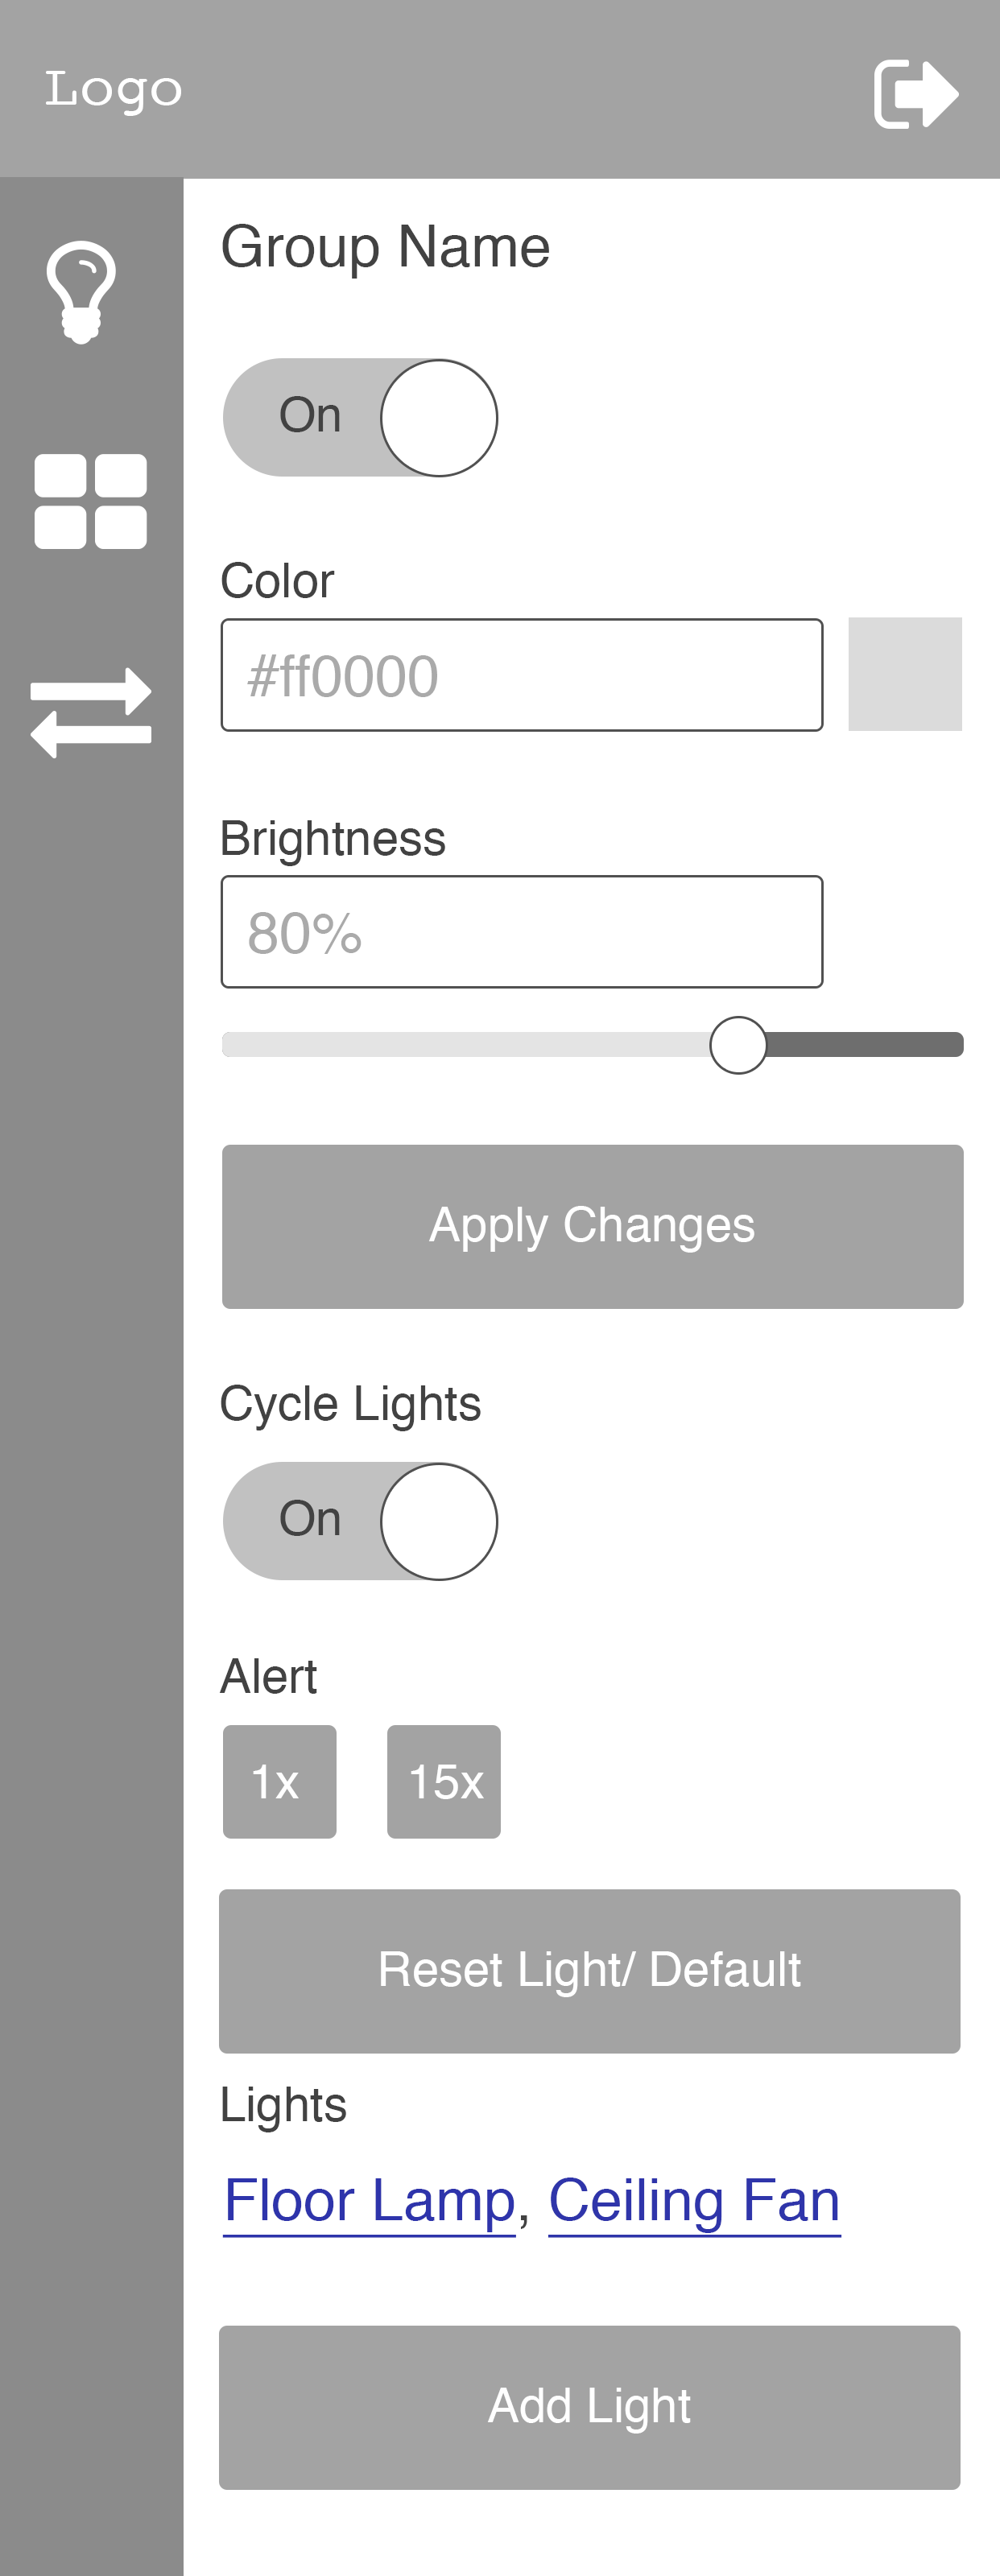 Logo
Group Name
On
Color
#ff0000
Brightness
80%
Apply Changes
Cycle Lights
On
Alert
1x 15x
Reset Light/ Default
Lights
Floor Lamp, Ceiling Fan
Add Light